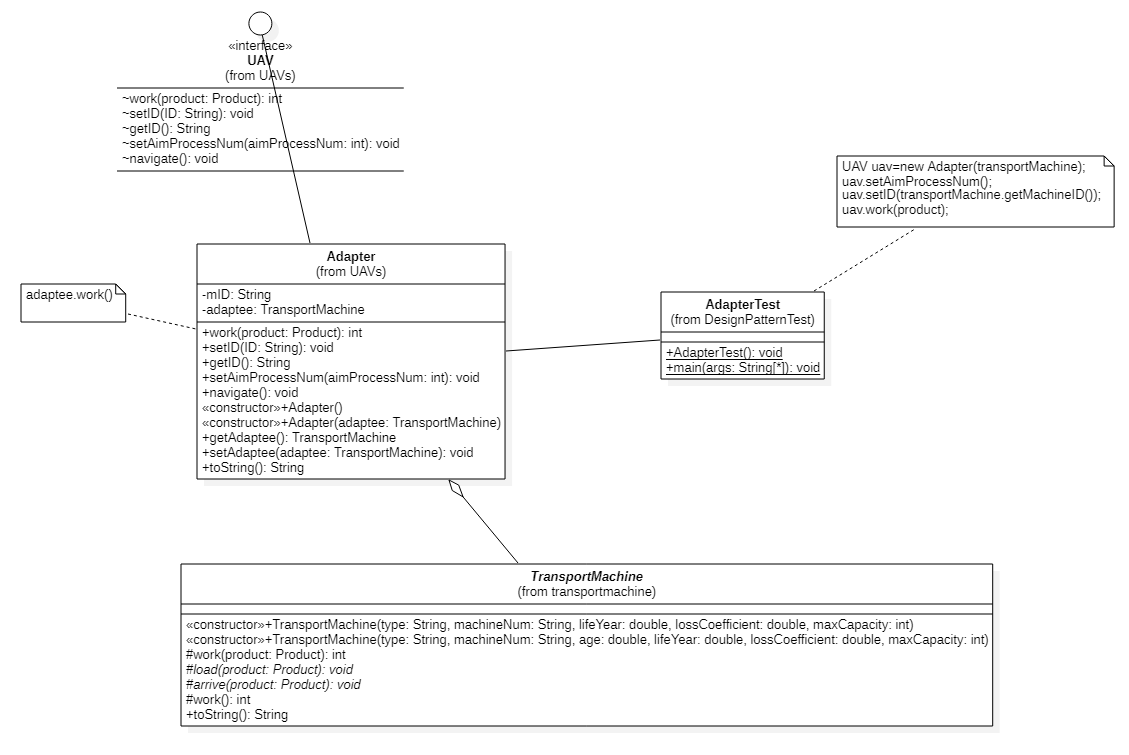 «interface»
UAV
(from UAVs)
~work(product: Product): int
~setID(ID: String): void
~getID(): String
~setAimProcessNum(aimProcessNum: int): void
~navigate(): void
UAV uav=new Adapter(transportMachine);
uav.setAimProcessNum();
uav.setID(transportMachine.getMachineID());
uav.work(product);
adaptee.work()
Adapter
(from UAVs)
-mID: String
-adaptee: TransportMachine
+work(product: Product): int
+setID(ID: String): void
+getID(): String
+setAimProcessNum(aimProcessNum: int): void
+navigate(): void
«constructor»+Adapter()
«constructor»+Adapter(adaptee: TransportMachine)
+getAdaptee(): TransportMachine
+setAdaptee(adaptee: TransportMachine): void
+toString(): String
AdapterTest
(from DesignPatternTest)
+AdapterTest(): void
+main(args: String[*]): void
TransportMachine
(from transportmachine)
«constructor»+TransportMachine(type: String, machineNum: String, lifeYear: double, lossCoefficient: double, maxCapacity: int)
«constructor»+TransportMachine(type: String, machineNum: String, age: double, lifeYear: double, lossCoefficient: double, maxCapacity: int)
#work(product: Product): int
#load(product: Product): void
#arrive(product: Product): void
#work(): int
+toString(): String